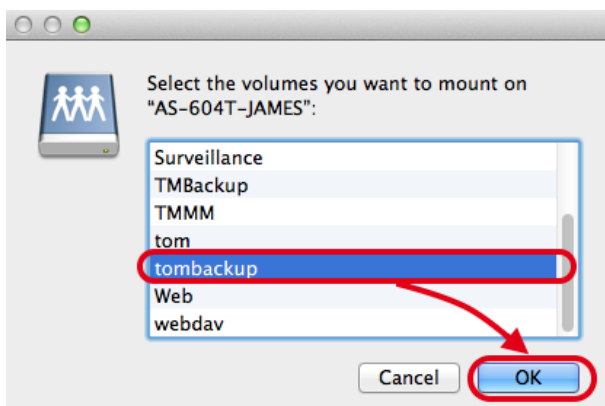 Select the volumes you want to mount on
“AS-604T-JAMES”:
Surveillance
TMBackup
TMMM
tom
tombackup
Web
webdav
Cancel
OK